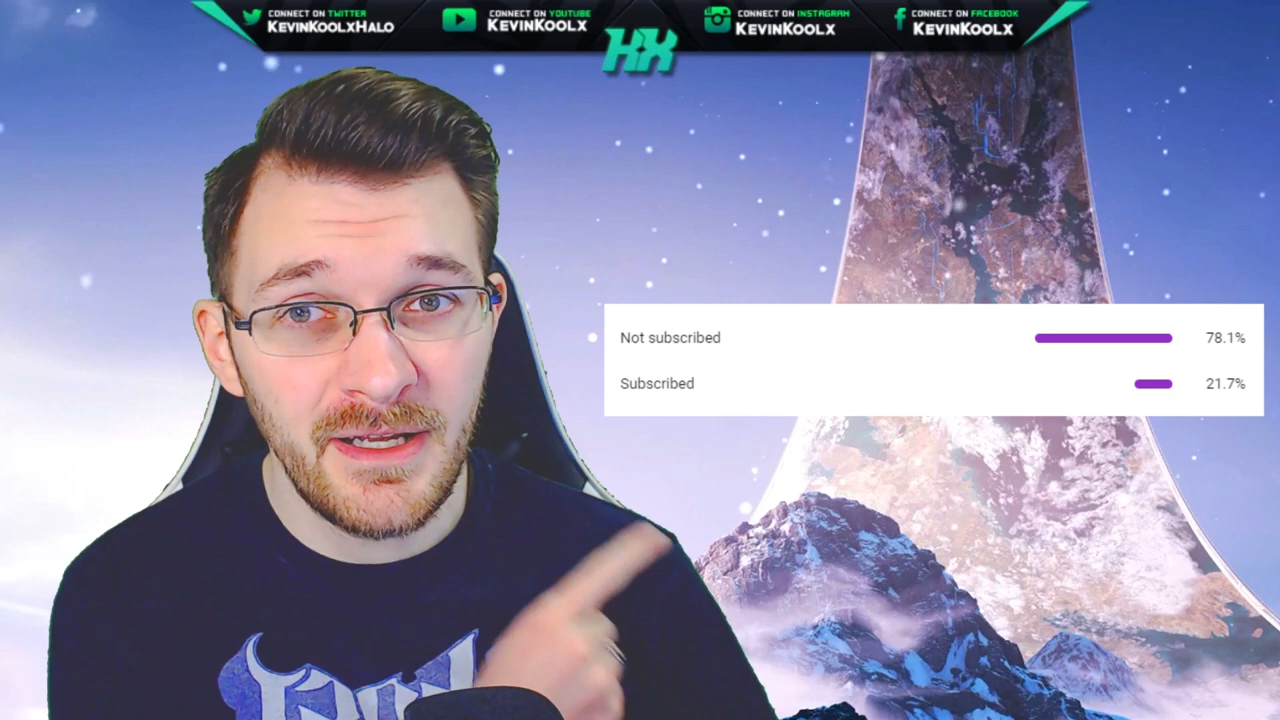 CONNECT ON TWITTER
KEVINKOOLXHALO
CONNECT ON YOUTUBE
KEVINKOOLX
CONNECT ON INSTAGRAM
KEVINKOOLX
CONNECT ON FACEBOOK
KEVINKOOLX
KX
Not subscribed 78.1%
Subscribed 21.7%